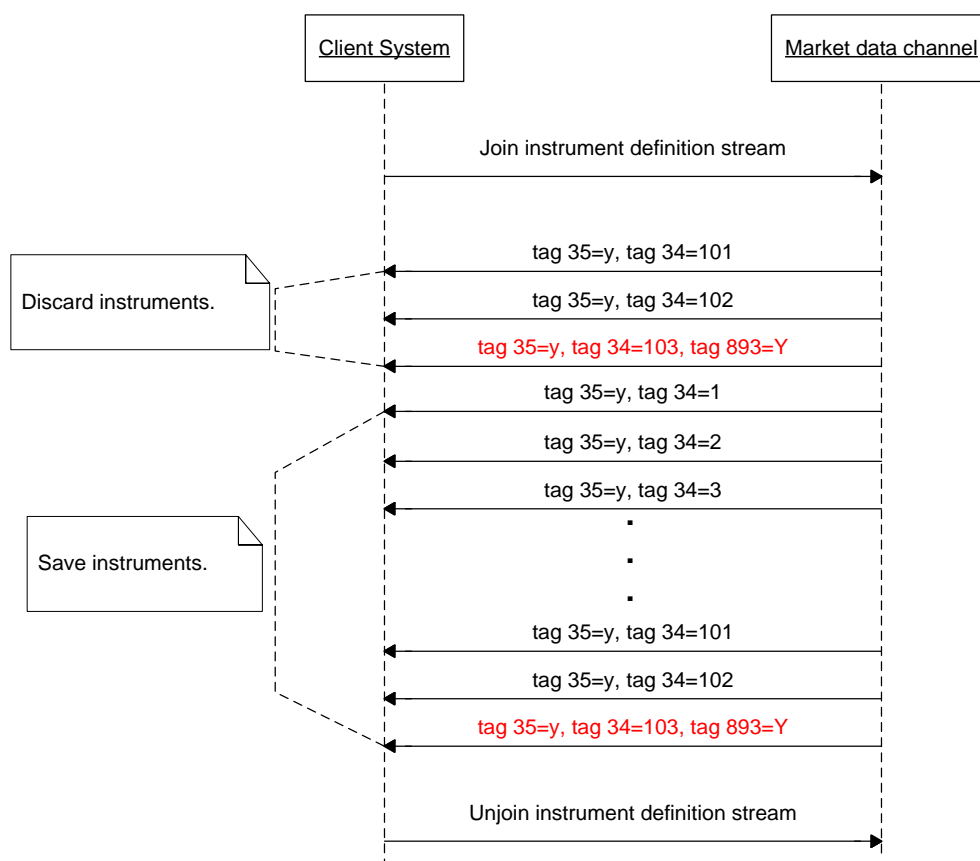 Client System
Market data channel
Join instrument definition stream
tag 35=y, tag 34=101
Discard instruments.
tag 35=y, tag 34=102
tag 35=y, tag 34=103, tag 893=Y
tag 35=y, tag 34=1
tag 35=y, tag 34=2
tag 35=y, tag 34=3
Save instruments.
tag 35=y, tag 34=101
tag 35=y, tag 34=102
tag 35=y, tag 34=103, tag 893=Y
Unjoin instrument definition stream